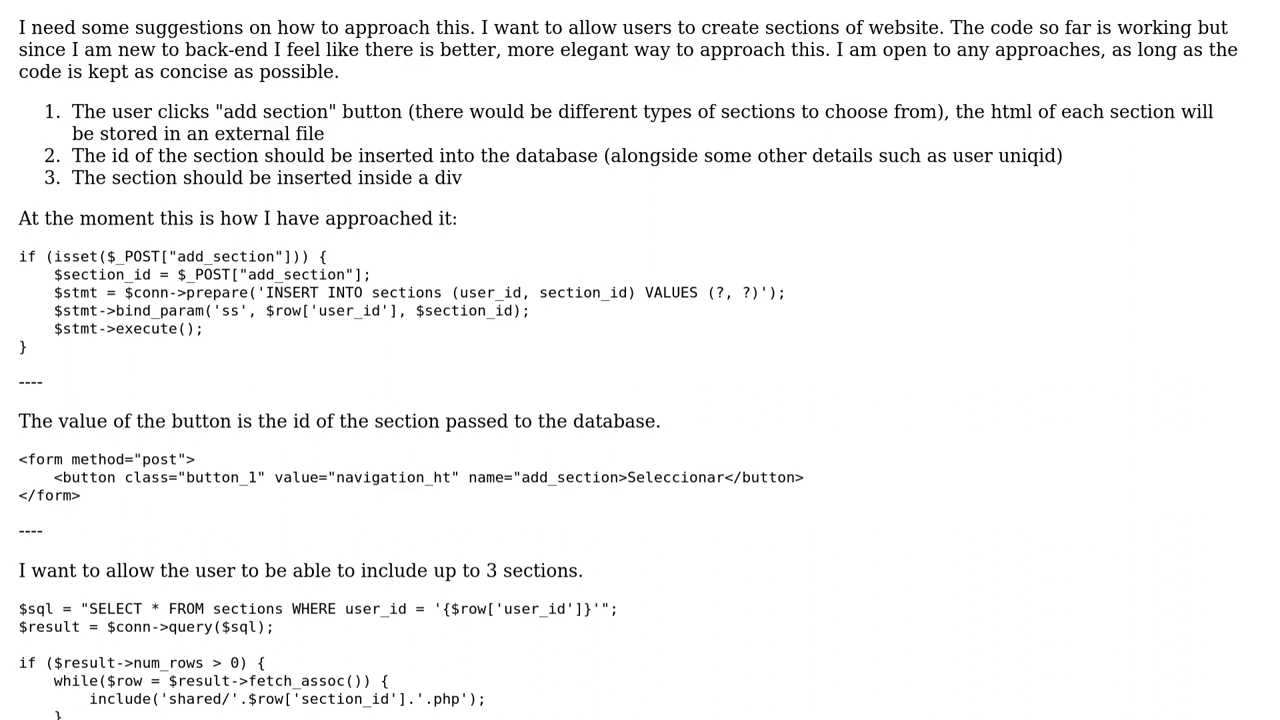 I need some suggestions on how to approach this. I want to allow users to create sections of website. The code so far is working but
since I am new to back-end I feel like there is better, more elegant way to approach this. I am open to any approaches, as long as the
code is kept as concise as possible.
1. The user clicks "add section" button (there would be different types of sections to choose from), the html of each section will
be stored in an external file
2. The id of the section should be inserted into the database (alongside some other details such as user uniqid)
3. The section should be inserted inside a div
At the moment this is how I have approached it:
if (isset($_POST["add_section"])) {
    $section_id = $_POST["add_section"];
    $stmt = $conn->prepare('INSERT INTO sections (user_id, section_id) VALUES (?, ?)');
    $stmt->bind_param('ss', $row['user_id'], $section_id);
    $stmt->execute();
}
----
The value of the button is the id of the section passed to the database.
<form method="post">
    <button class="button_1" value="navigation_ht" name="add_section>Seleccionar</button>
</form>
----
I want to allow the user to be able to include up to 3 sections.
$sql = "SELECT * FROM sections WHERE user_id = '{$row['user_id']}'";
$result = $conn->query($sql);
if ($result->num_rows > 0) {
    while($row = $result->fetch_assoc()) {
        include('shared/'.$row['section_id'].'.php');
    }